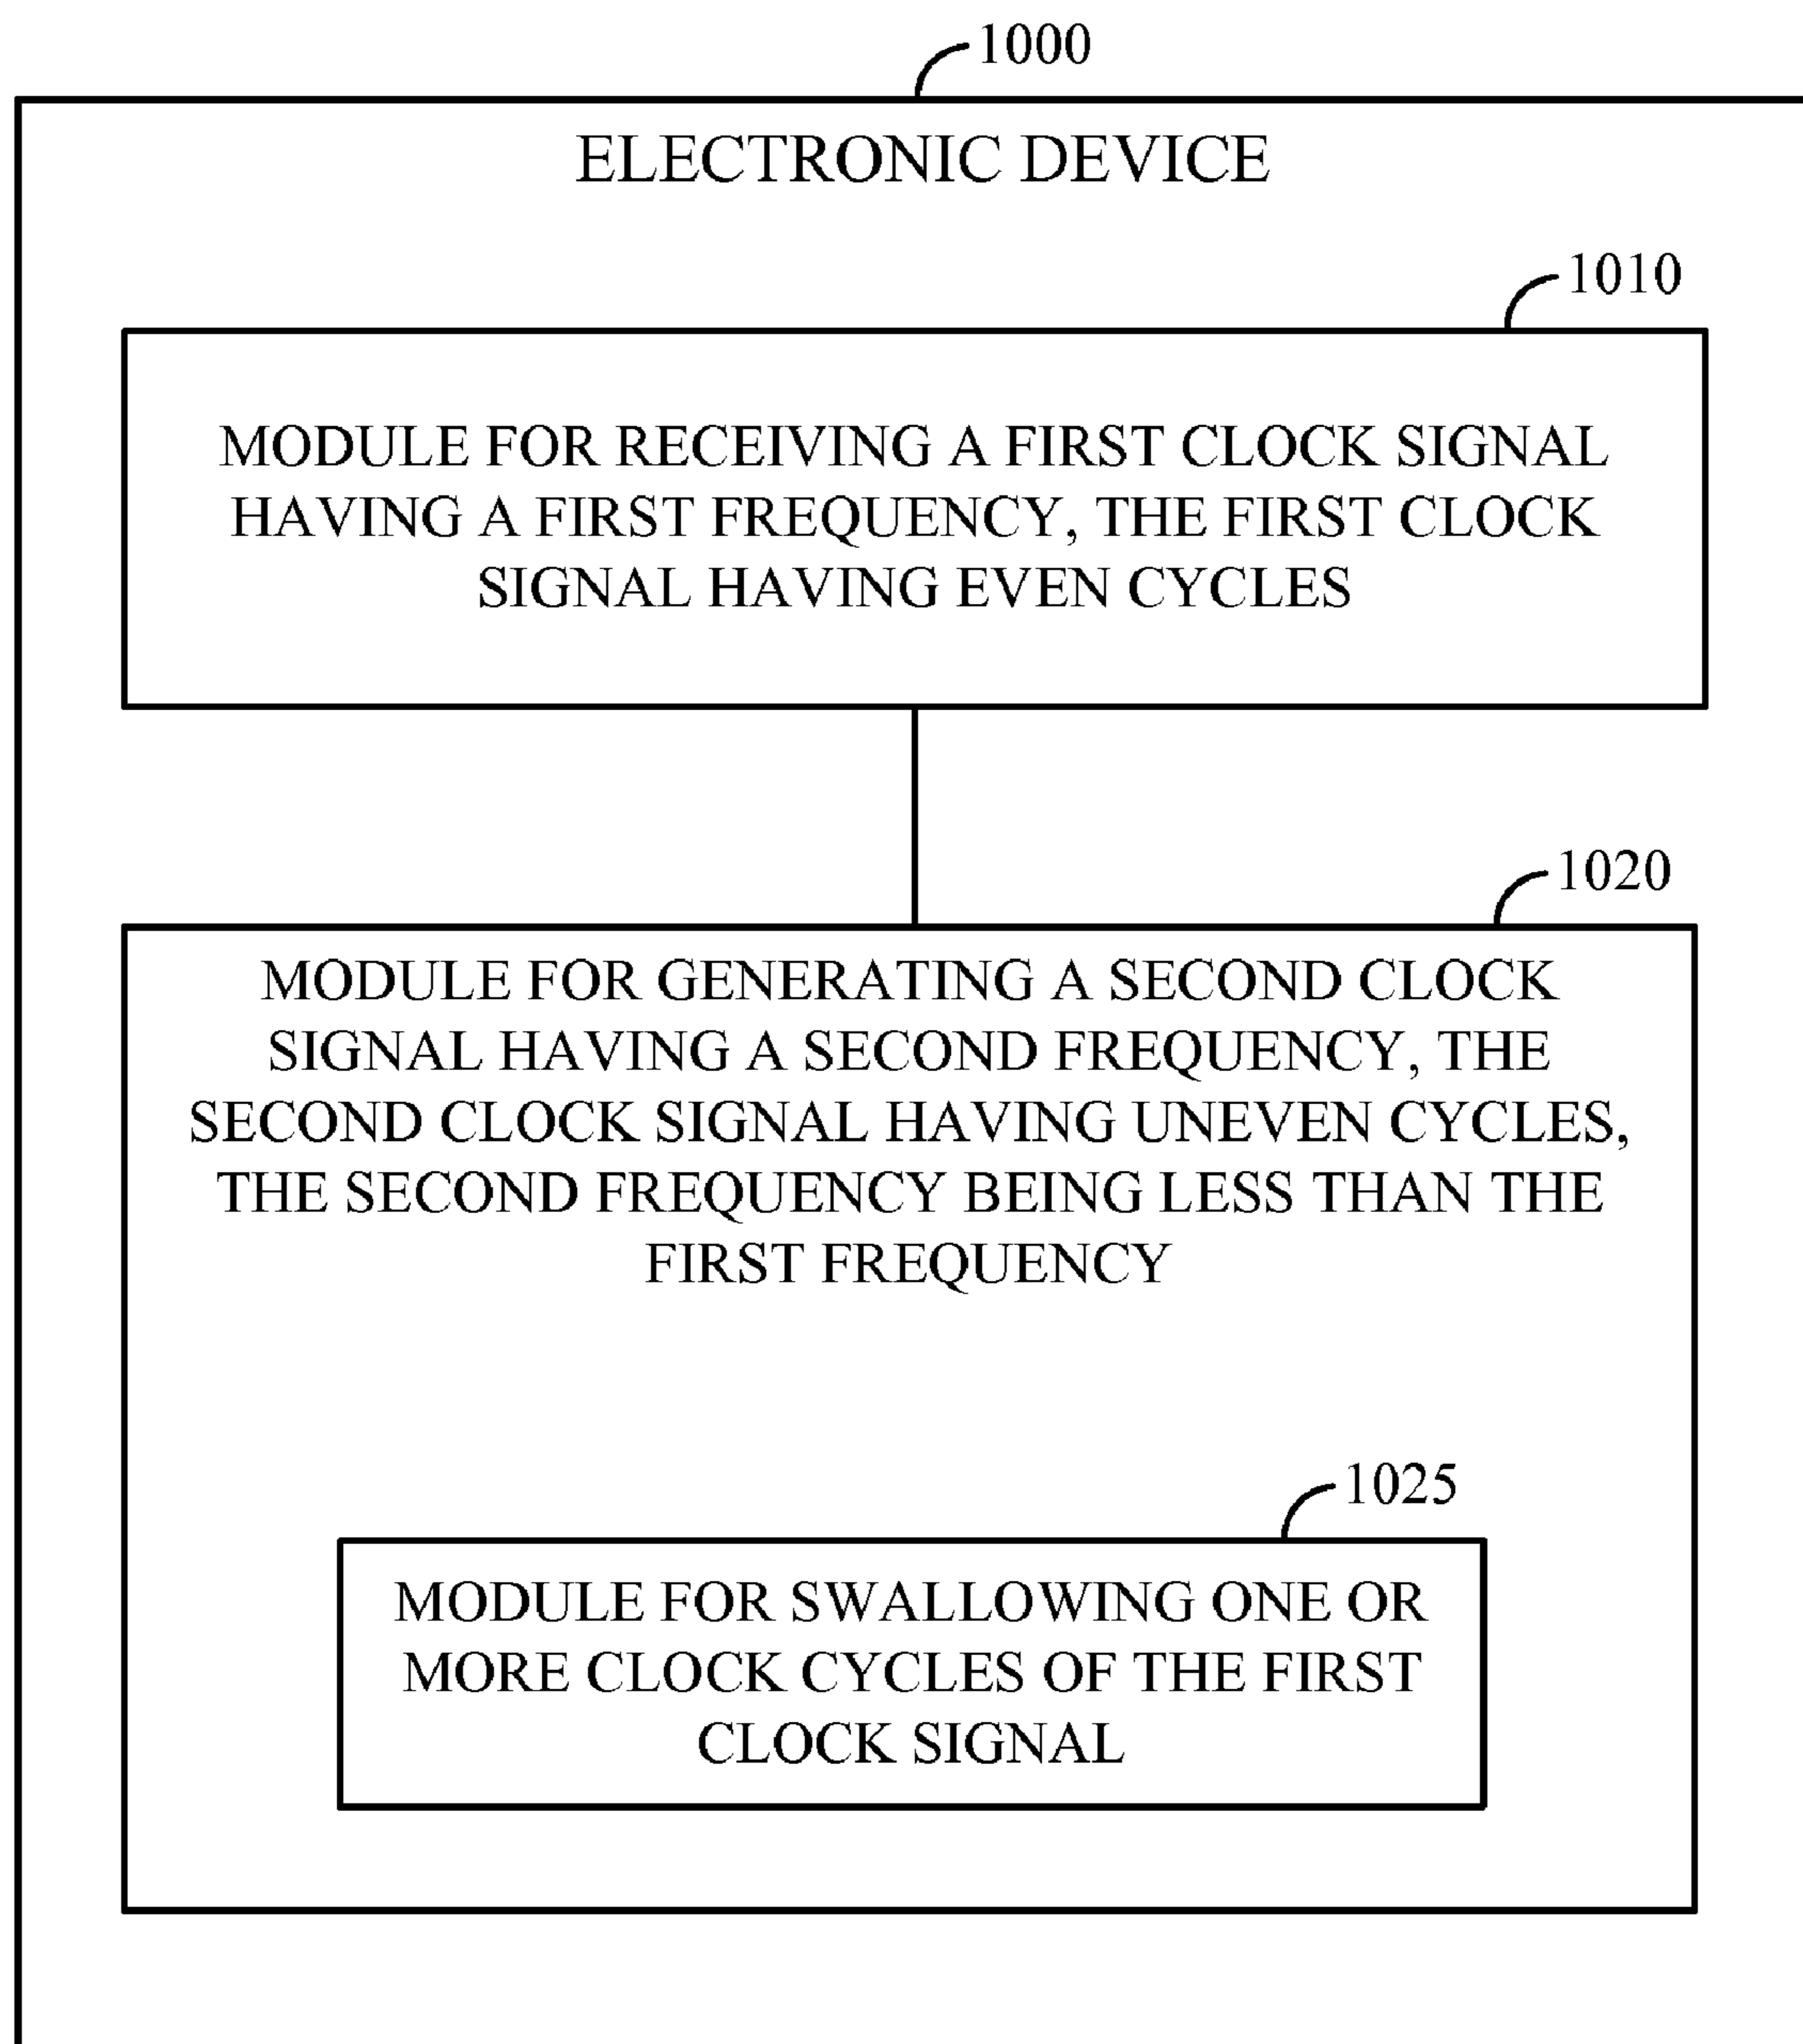 1000
ELECTRONIC DEVICE
1010
MODULE FOR RECEIVING A FIRST CLOCK SIGNAL
HAVING A FIRST FREQUENCY, THE FIRST CLOCK
SIGNAL HAVING EVEN CYCLES
1020
MODULE FOR GENERATING A SECOND CLOCK
SIGNAL HAVING A SECOND FREQUENCY, THE
SECOND CLOCK SIGNAL HAVING UNEVEN CYCLES,
THE SECOND FREQUENCY BEING LESS THAN THE
FIRST FREQUENCY
1025
MODULE FOR SWALLOWING ONE OR
MORE CLOCK CYCLES OF THE FIRST
CLOCK SIGNAL